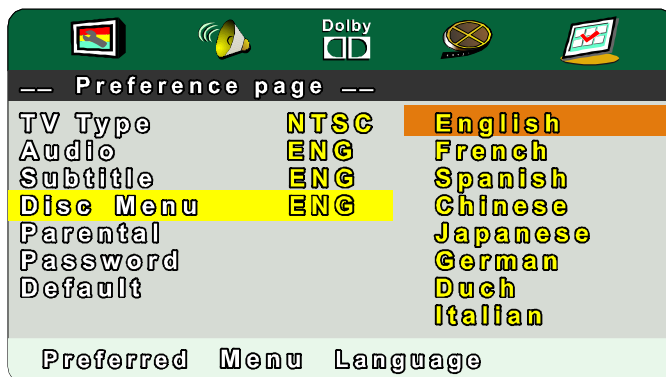 Dolby
-- Preference page --
TV Type NTSC English
Audio ENG French
Subtitle ENG Spanish
Disc Menu ENG Chinese
Parental Japanese
Password German
Default Duch
Italian
Preferred Menu Language